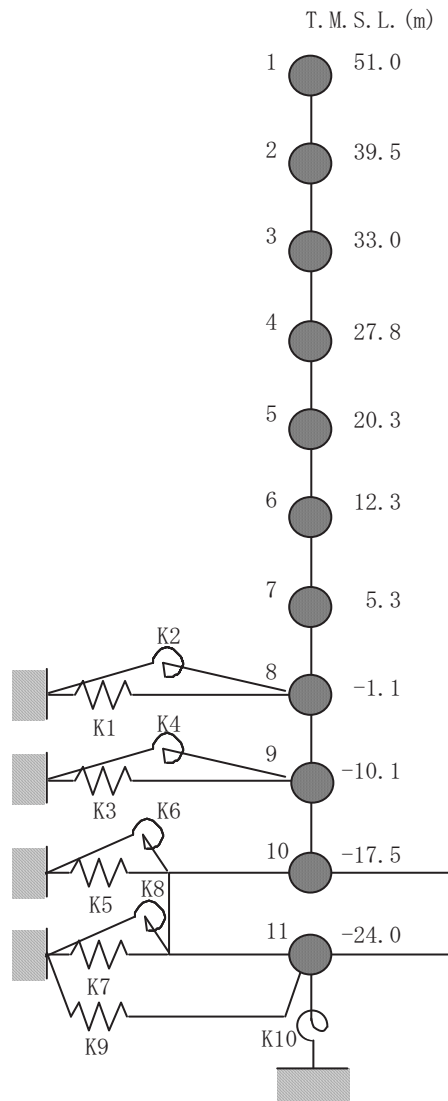 T.M.S.L.(m)
1 51.0
2 39.5
3 33.0
4 27.8
5 20.3
6 12.3
7 5.3
K2
8 -1.1
K1
K4
9 -10.1
K3
K6
10 -17.5
K5 K8
11 -24.0
K7
K9 K10